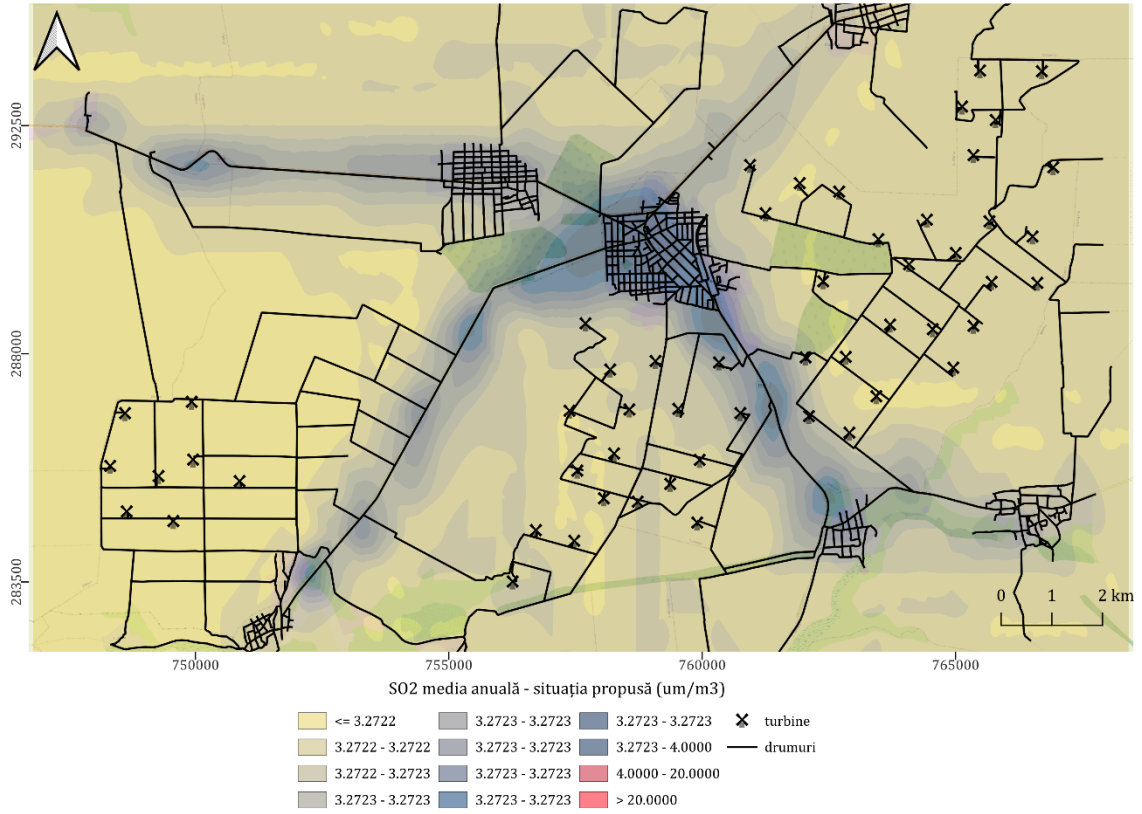 292500
288000
283500
0 1 2 km
750000 755000 760000 765000
SO2 media anuală - situația propusă (um/m3)
<= 3.2722 3.2723 - 3.2723 3.2723 - 3.2723 turbine
3.2722 - 3.2722 3.2723 - 3.2723 3.2723 - 4.0000 drumuri
3.2722 - 3.2723 3.2723 - 3.2723 4.0000 - 20.0000
3.2723 - 3.2723 3.2723 - 3.2723 > 20.0000